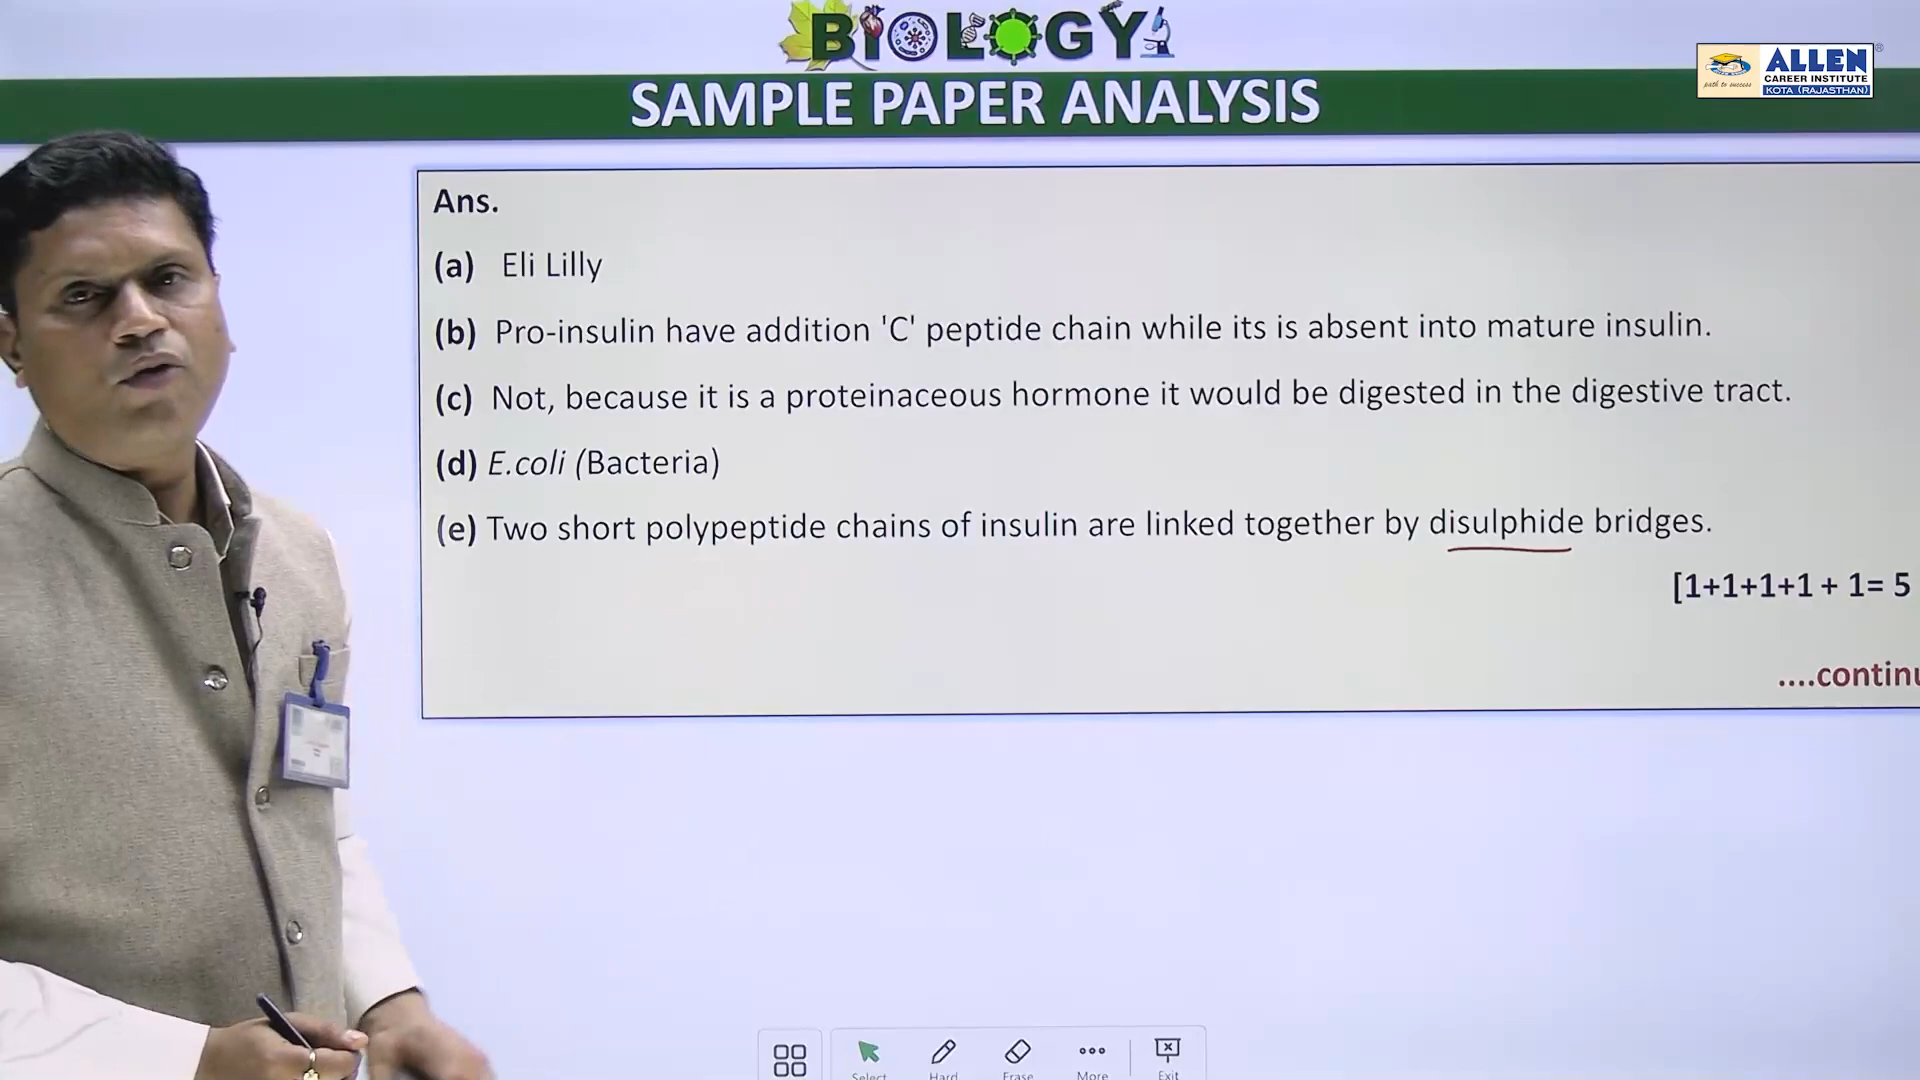 BIOLOGY
SAMPLE PAPER ANALYSIS
ALLEN
CAREER INSTITUTE
KOTA (RAJASTHAN)
path to success
®
Ans.
(a) Eli Lilly
(b) Pro-insulin have addition 'C' peptide chain while its is absent into mature insulin.
(c) Not, because it is a proteinaceous hormone it would be digested in the digestive tract.
(d) E.coli (Bacteria)
(e) Two short polypeptide chains of insulin are linked together by disulphide bridges.
[1+1+1+1 + 1= 5
....continu
Select Hard Erase More Exit